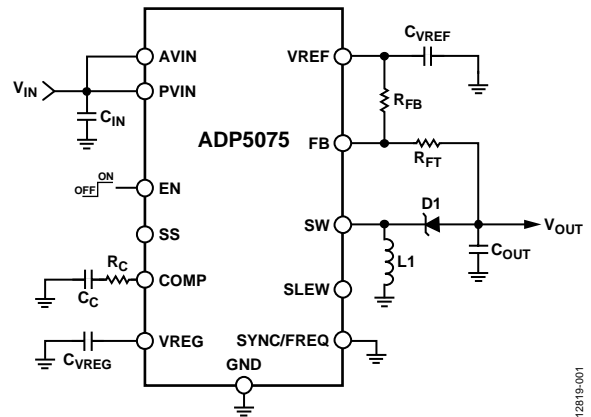 AVIN
PVIN
EN
SS
COMP
VREG
GND
ADP5075
VREF
FB
SW
SLEW
SYNC/FREQ
VIN
CIN
OFF
ON
RC
CC
CVREG
CVREF
RFB
RFT
D1
L1
VOUT
COUT
12819-001